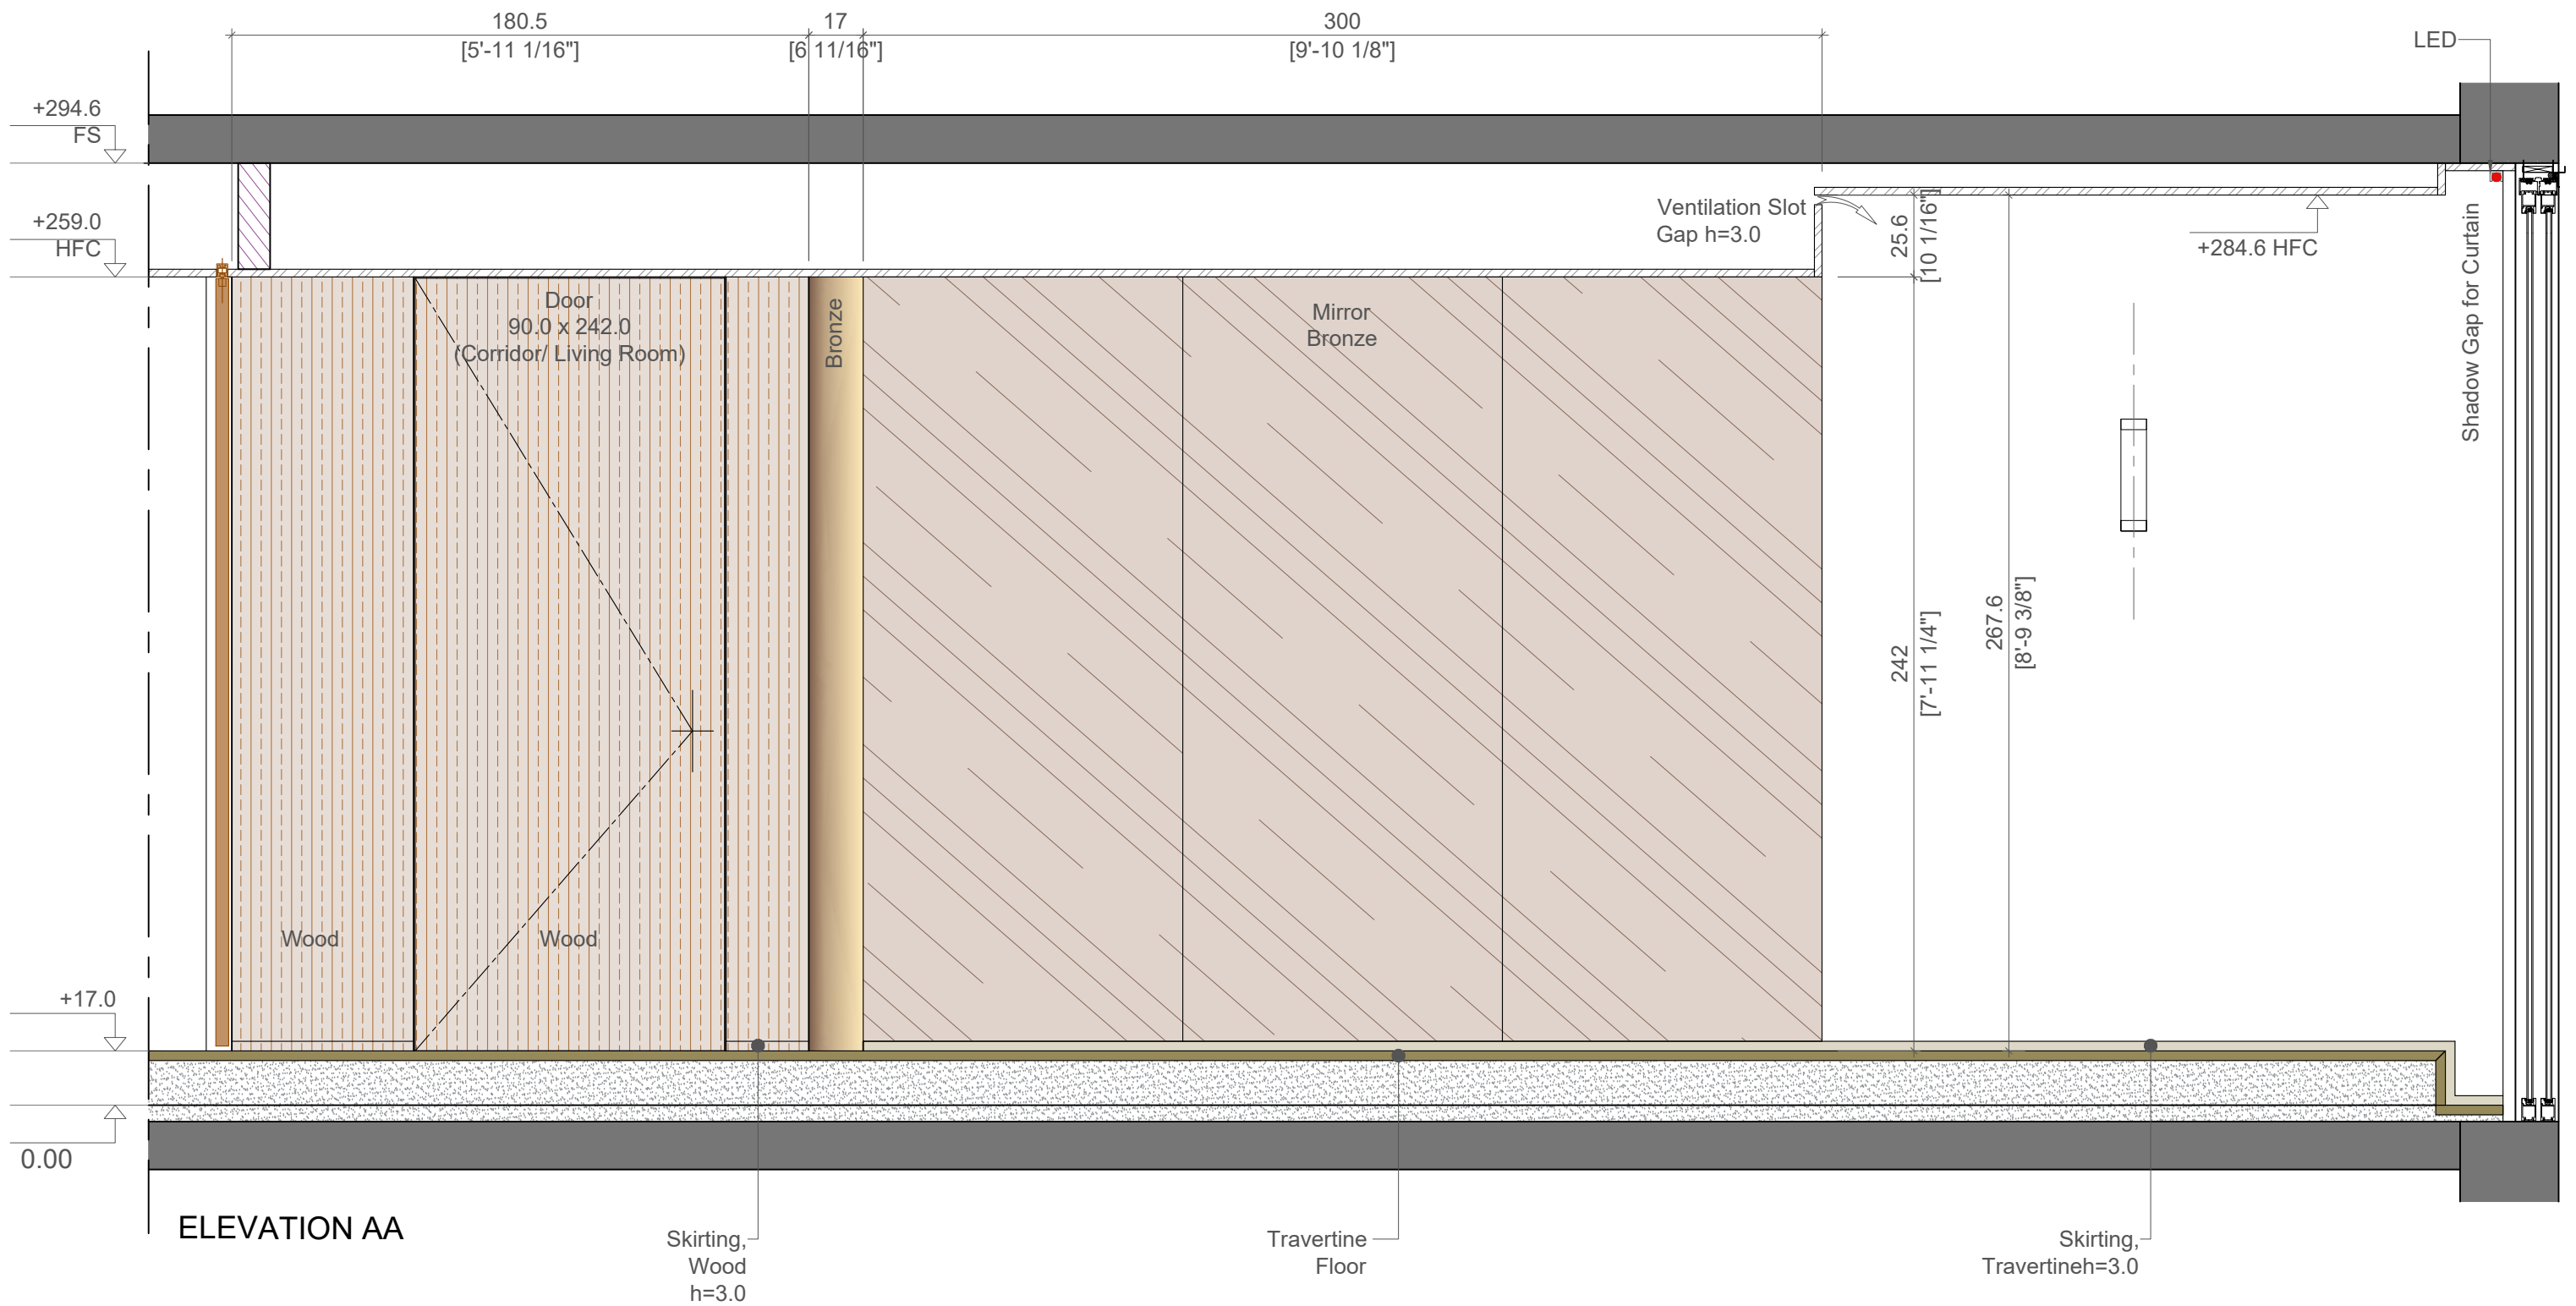 180.5
[5'-11 1/16"]
17
[6 11/16"]
300
[9'-10 1/8"]
LED
+294.6
FS
+259.0
HFC
Ventilation Slot
Gap h=3.0
25.6
[10 1/16"]
+284.6 HFC
Shadow Gap for Curtain
Door
90.0 x 242.0
(Corridor/ Living Room)
Bronze
Mirror
Bronze
242
[7'-11 1/4"]
267.6
[8'-9 3/8"]
Wood
Wood
+17.0
0.00
ELEVATION AA
Skirting,
Wood
h=3.0
Travertine
Floor
Skirting,
Travertineh=3.0